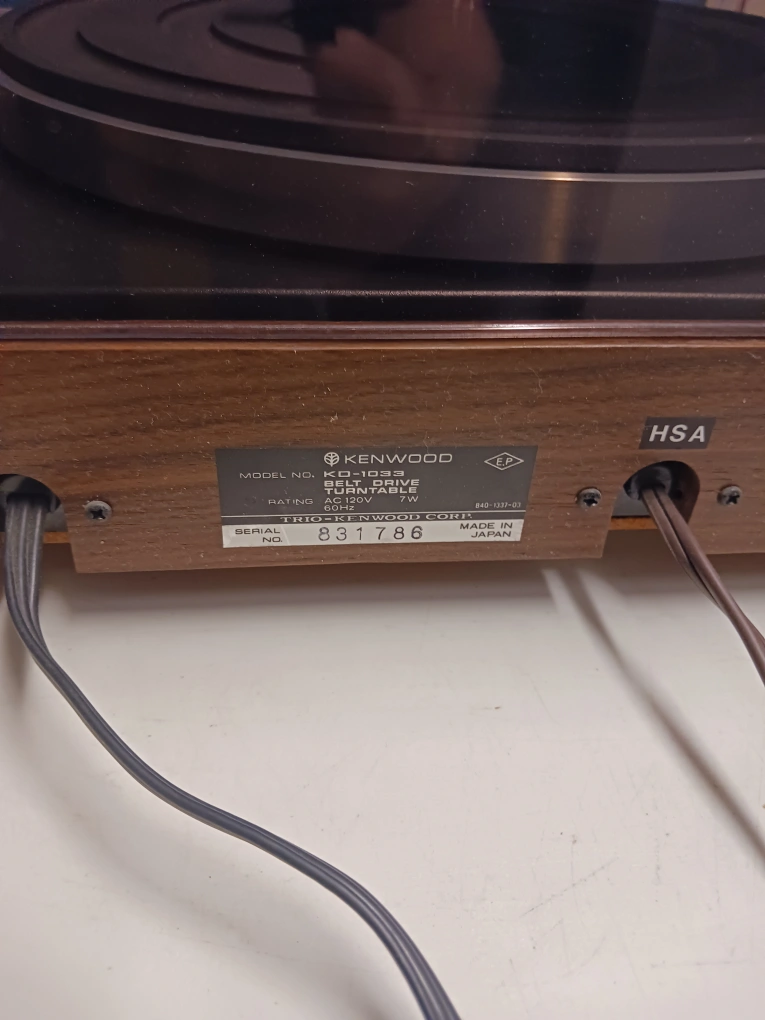 HSA
KENWOOD
E.P
MODEL NO. KD-1033
BELT DRIVE
TURNTABLE
RATING AC 120V 7W
60Hz
B40-1337-03
TRIO-KENWOOD CORP.
SERIAL NO. 831786
MADE IN JAPAN